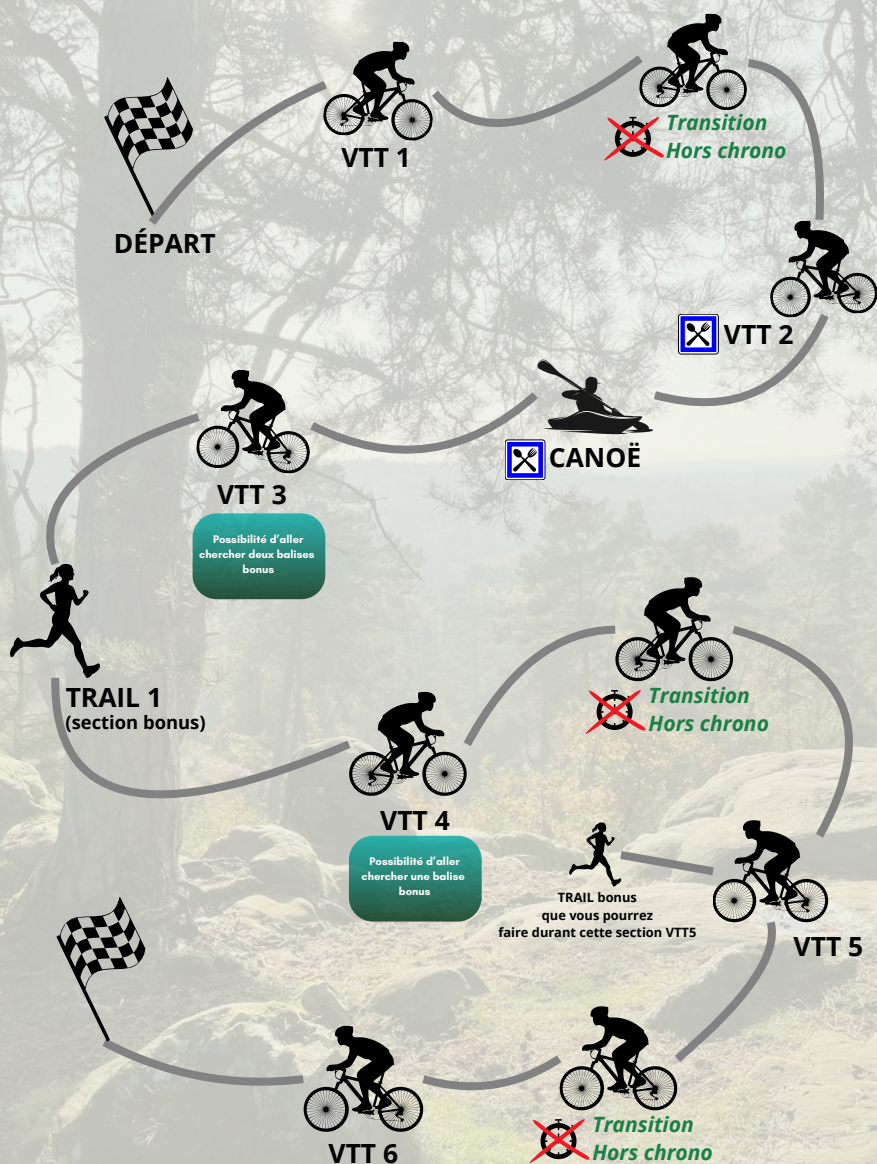 VTT 1
Transition
Hors chrono
DÉPART
VTT 2
CANOË
VTT 3
Possibilité d'aller
chercher deux balises
bonus
TRAIL 1
(section bonus)
Transition
Hors chrono
VTT 4
Possibilité d'aller
chercher une balise
bonus
TRAIL bonus
que vous pourrez
faire durant cette section VTT5
VTT 5
Transition
Hors chrono
VTT 6